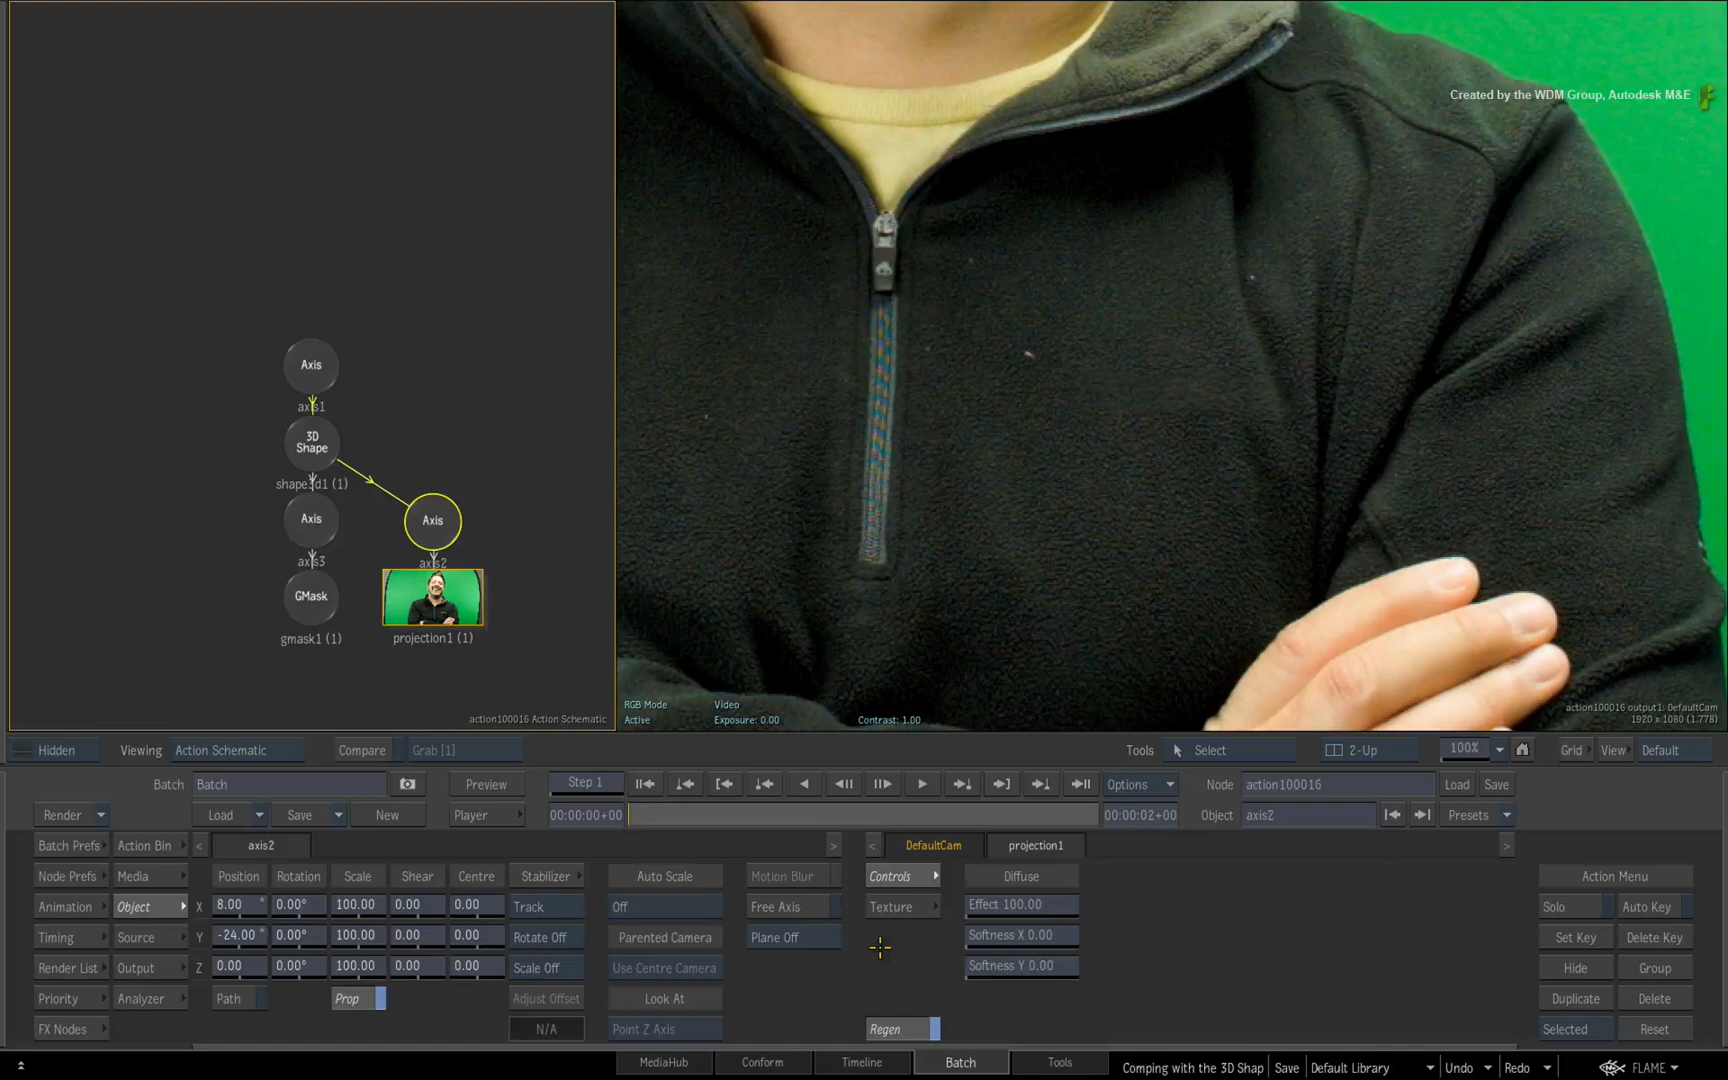 Created by the WDM Group, Autodesk M&E
Axis
axis1
3D
Shape
shape3d1 (1)
Axis
Axis
axis3
axis2
GMask
gmask1 (1)
projection1 (1)
action100016 Action Schematic
RGB Mode
Active
Video
Exposure: 0.00
Contrast: 1.00
action100016 output1: DefaultCam
1920 x 1080 (1.778)
Hidden Viewing Action Schematic Compare Grab [1] Tools Select 2-Up 100% Grid View Default
Batch Batch Preview Step 1 Options Node action100016 Load Save
Render Load Save New Player 00:00:00+00 00:00:02+00 Object axis2 Presets
Batch Prefs Action Bin < axis2 > < DefaultCam projection1 >
Node Prefs Media Position Rotation Scale Shear Centre Stabilizer Auto Scale Motion Blur Controls Diffuse Action Menu
Animation Object X 8.00 * 0.00° 100.00 0.00 0.00 Track Off Free Axis Texture Effect 100.00 Solo Auto Key
Timing Source Y -24.00 * 0.00° 100.00 0.00 0.00 Rotate Off Parented Camera Plane Off Softness X 0.00 Set Key Delete Key
Render List Output Z 0.00 0.00° 100.00 0.00 0.00 Scale Off Use Centre Camera Softness Y 0.00 Hide Group
Priority Analyzer Path Prop Adjust Offset Look At Duplicate Delete
FX Nodes N/A Point Z Axis Regen Selected Reset
MediaHub Conform Timeline Batch Tools Comping with the 3D Shap Save Default Library Undo Redo FLAME